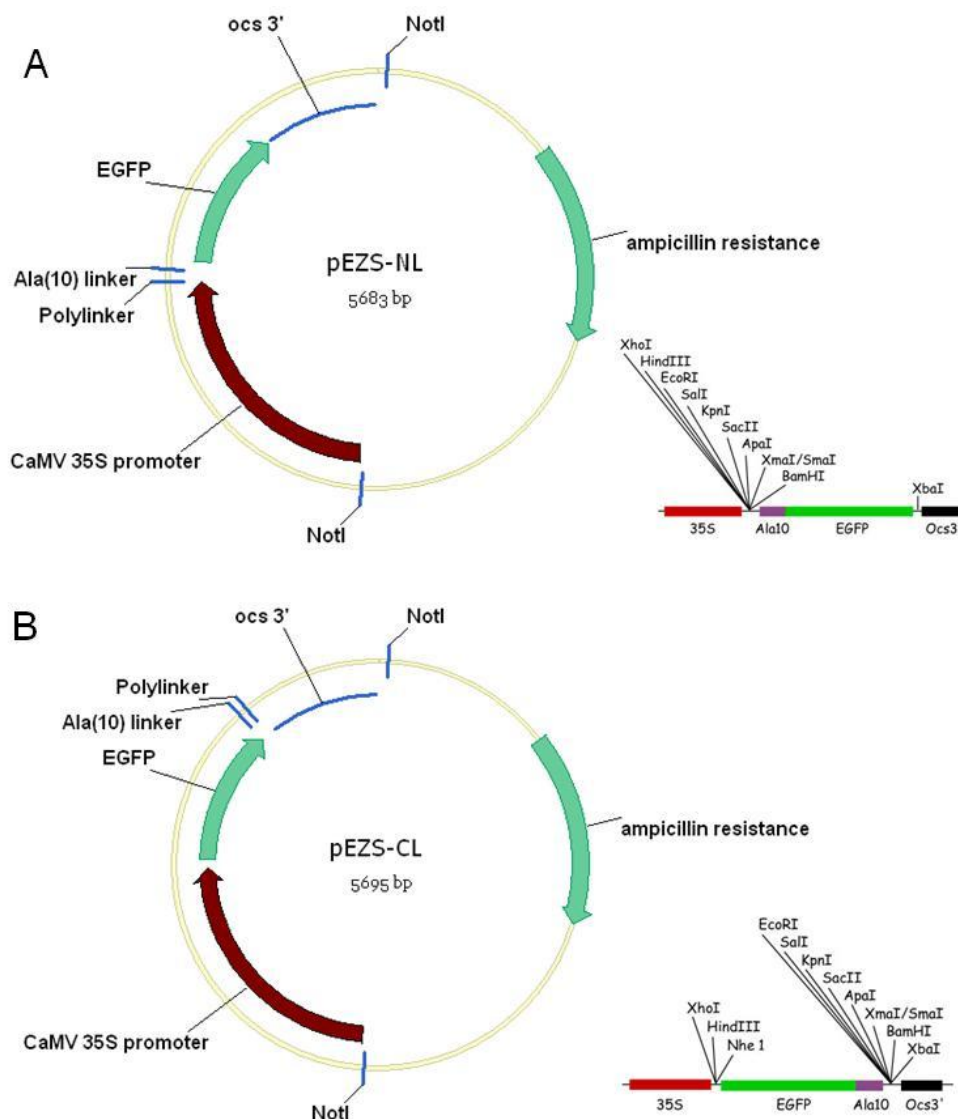 A
ocs 3'
NotI
EGFP
ampicillin resistance
pEZS-NL
5683 bp
Ala(10) linker
Polylinker
CaMV 35S promoter
NotI
XhoI
HindIII
EcoRI
SalI
KpnI
SacII
ApaI
XmaI/SmaI
BamHI
XbaI
35S
Ala10
EGFP
Ocs3
B
ocs 3'
NotI
Polylinker
Ala(10) linker
EGFP
ampicillin resistance
pEZS-CL
5695 bp
CaMV 35S promoter
NotI
EcoRI
SalI
KpnI
SacII
ApaI
XmaI/SmaI
BamHI
XbaI
XhoI
HindIII
Nhe 1
35S
EGFP
Ala10
Ocs3'